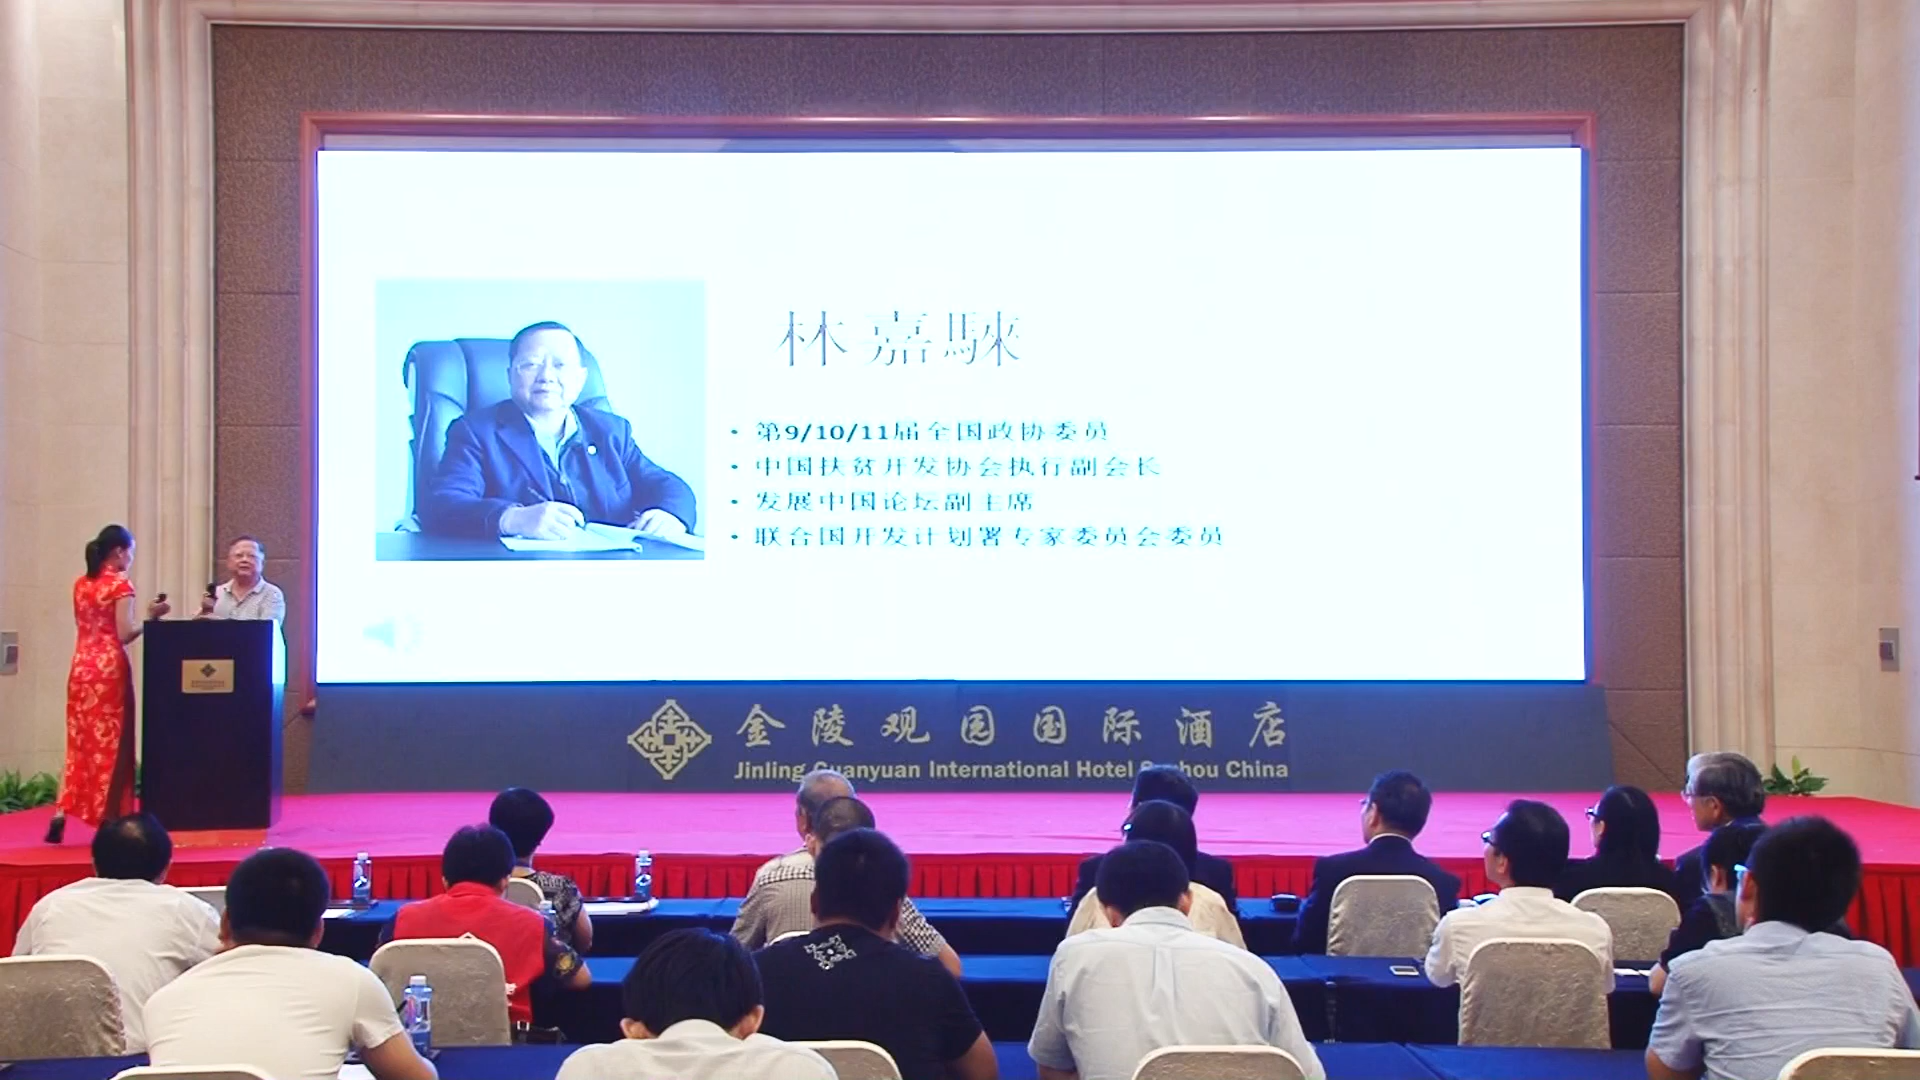 林嘉騋
• 第9/10/11届全国政协委员
• 中国扶贫开发协会执行副会长
• 发展中国论坛副主席
• 联合国开发计划署专家委员会委员
金陵观园国际酒店
Jinling Guanyuan International Hotel Suzhou China